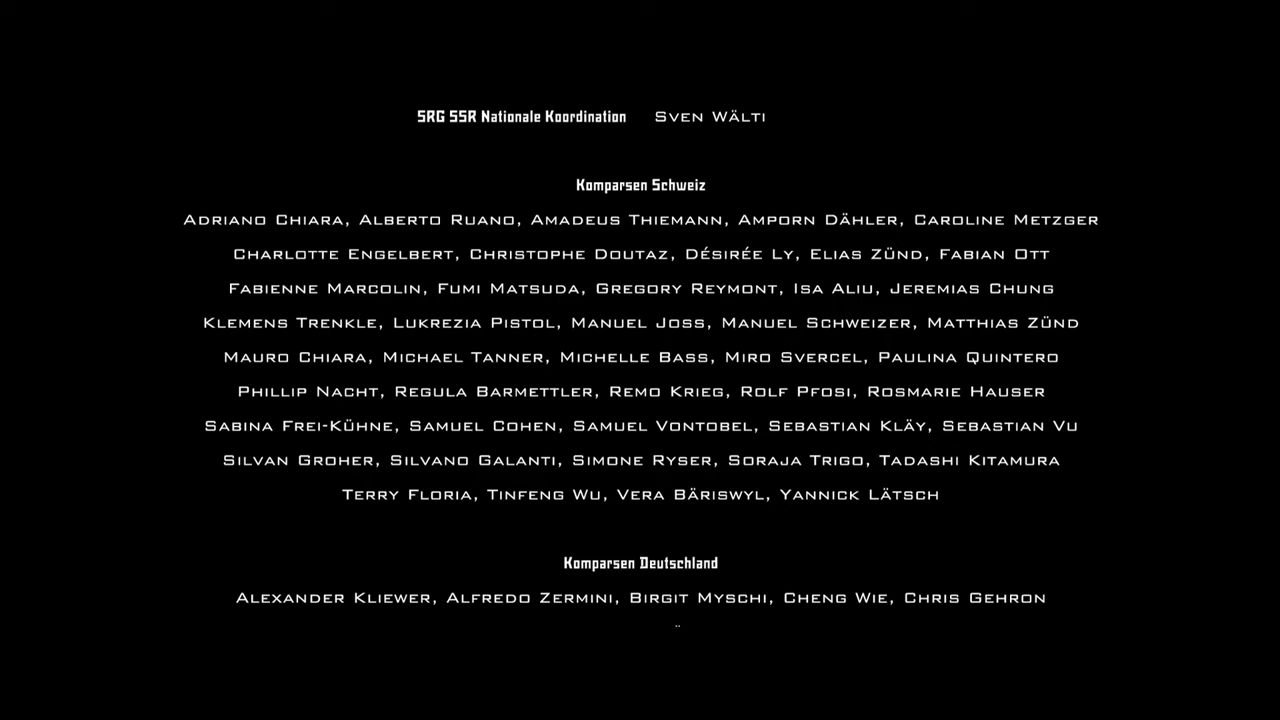 SRG SSR Nationale Koordination Sven Wälti
Komparsen Schweiz
Adriano Chiara, Alberto Ruano, Amadeus Thiemann, Amporn Dähler, Caroline Metzger
Charlotte Engelbert, Christophe Doutaz, Désirée Ly, Elias Zünd, Fabian Ott
Fabienne Marcolin, Fumi Matsuda, Gregory Reymont, Isa Aliu, Jeremias Chung
Klemens Trenkle, Lukrezia Pistol, Manuel Joss, Manuel Schweizer, Matthias Zünd
Mauro Chiara, Michael Tanner, Michelle Bass, Miro Svercel, Paulina Quintero
Phillip Nacht, Regula Barmettler, Remo Krieg, Rolf Pfosi, Rosmarie Hauser
Sabina Frei-Kühne, Samuel Cohen, Samuel Vontobel, Sebastian Kläy, Sebastian Vu
Silvan Groher, Silvano Galanti, Simone Ryser, Soraja Trigo, Tadashi Kitamura
Terry Floria, Tinfeng Wu, Vera Bäriswyl, Yannick Lätsch
Komparsen Deutschland
Alexander Kliewer, Alfredo Zermini, Birgit Myschi, Cheng Wie, Chris Gehron